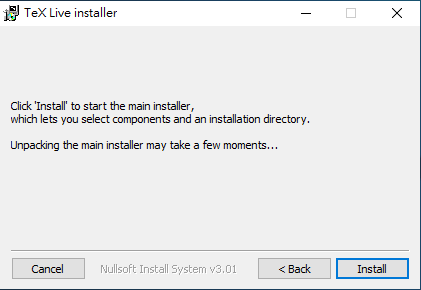 TeX Live installer
Click 'Install' to start the main installer,
which lets you select components and an installation directory.
Unpacking the main installer may take a few moments...
Cancel
Nullsoft Install System v3.01
< Back
Install